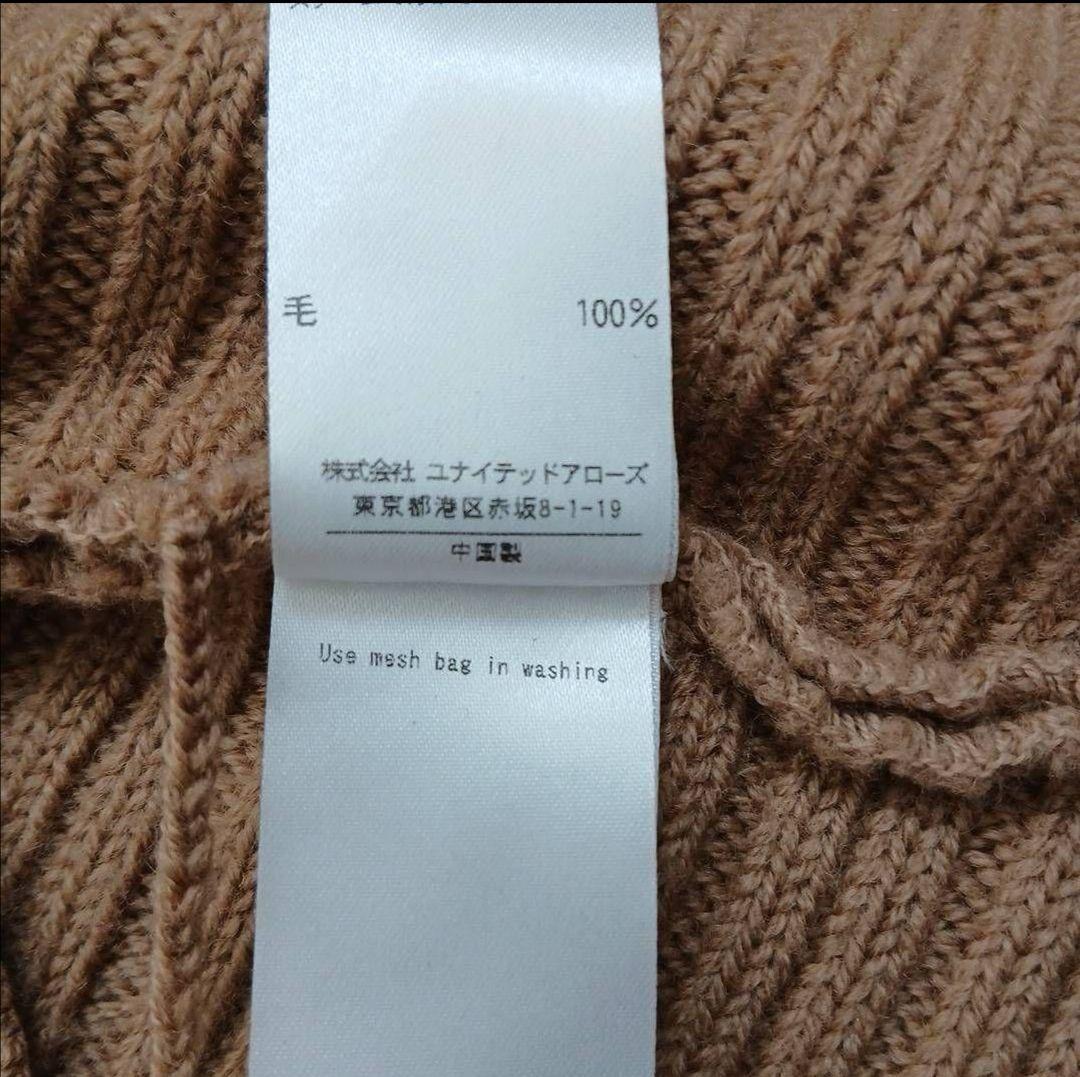 毛 100%
株式会社 ユナイテッドアローズ
東京都港区赤坂8-1-19
中国製
Use mesh bag in washing